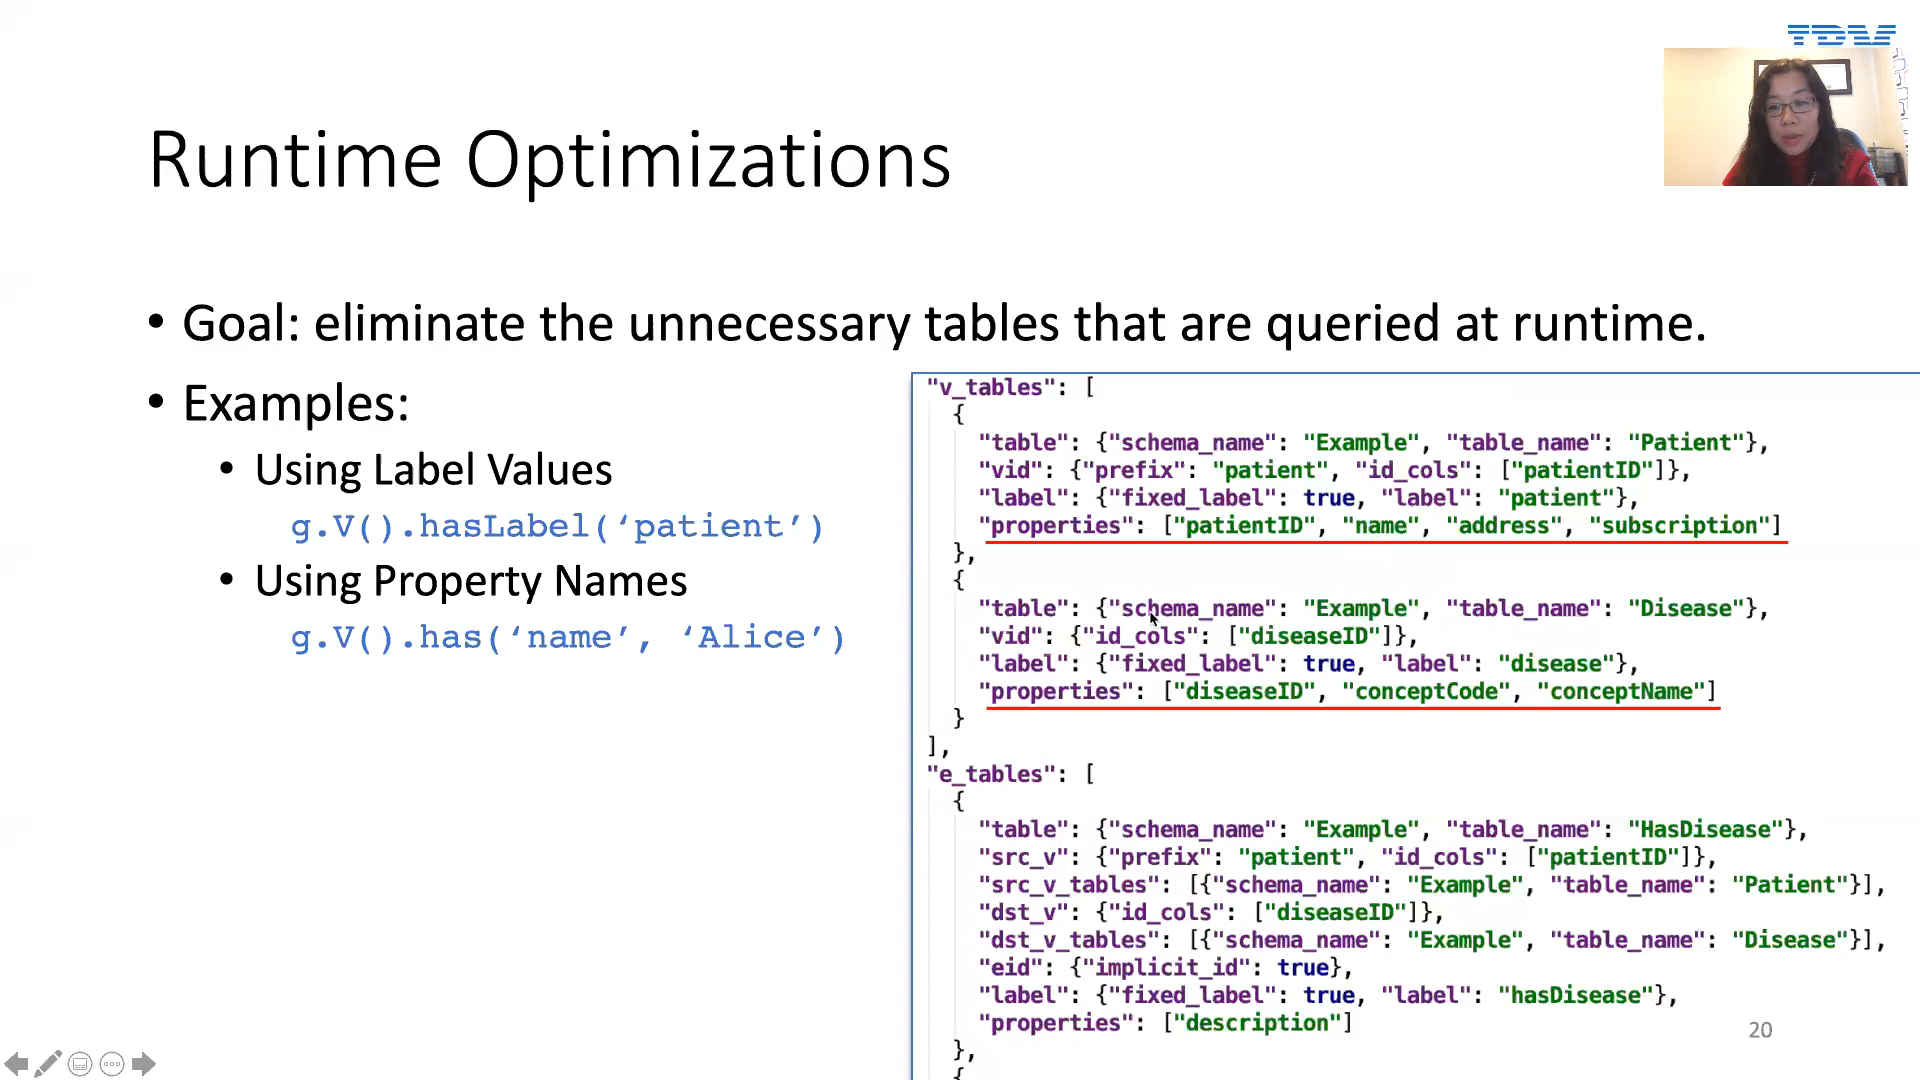 IBM
Runtime Optimizations
• Goal: eliminate the unnecessary tables that are queried at runtime.
• Examples:
• Using Label Values
g.V().hasLabel(‘patient’)
• Using Property Names
g.V().has(‘name’, ‘Alice’)
"v_tables": [
{
"table": {"schema_name": "Example", "table_name": "Patient"},
"vid": {"prefix": "patient", "id_cols": ["patientID"]},
"label": {"fixed_label": true, "label": "patient"},
"properties": ["patientID", "name", "address", "subscription"]
},
{
"table": {"schema_name": "Example", "table_name": "Disease"},
"vid": {"id_cols": ["diseaseID"]},
"label": {"fixed_label": true, "label": "disease"},
"properties": ["diseaseID", "conceptCode", "conceptName"]
}
],
"e_tables": [
{
"table": {"schema_name": "Example", "table_name": "HasDisease"},
"src_v": {"prefix": "patient", "id_cols": ["patientID"]},
"src_v_tables": [{"schema_name": "Example", "table_name": "Patient"}],
"dst_v": {"id_cols": ["diseaseID"]},
"dst_v_tables": [{"schema_name": "Example", "table_name": "Disease"}],
"eid": {"implicit_id": true},
"label": {"fixed_label": true, "label": "hasDisease"},
"properties": ["description"]
},
{
20